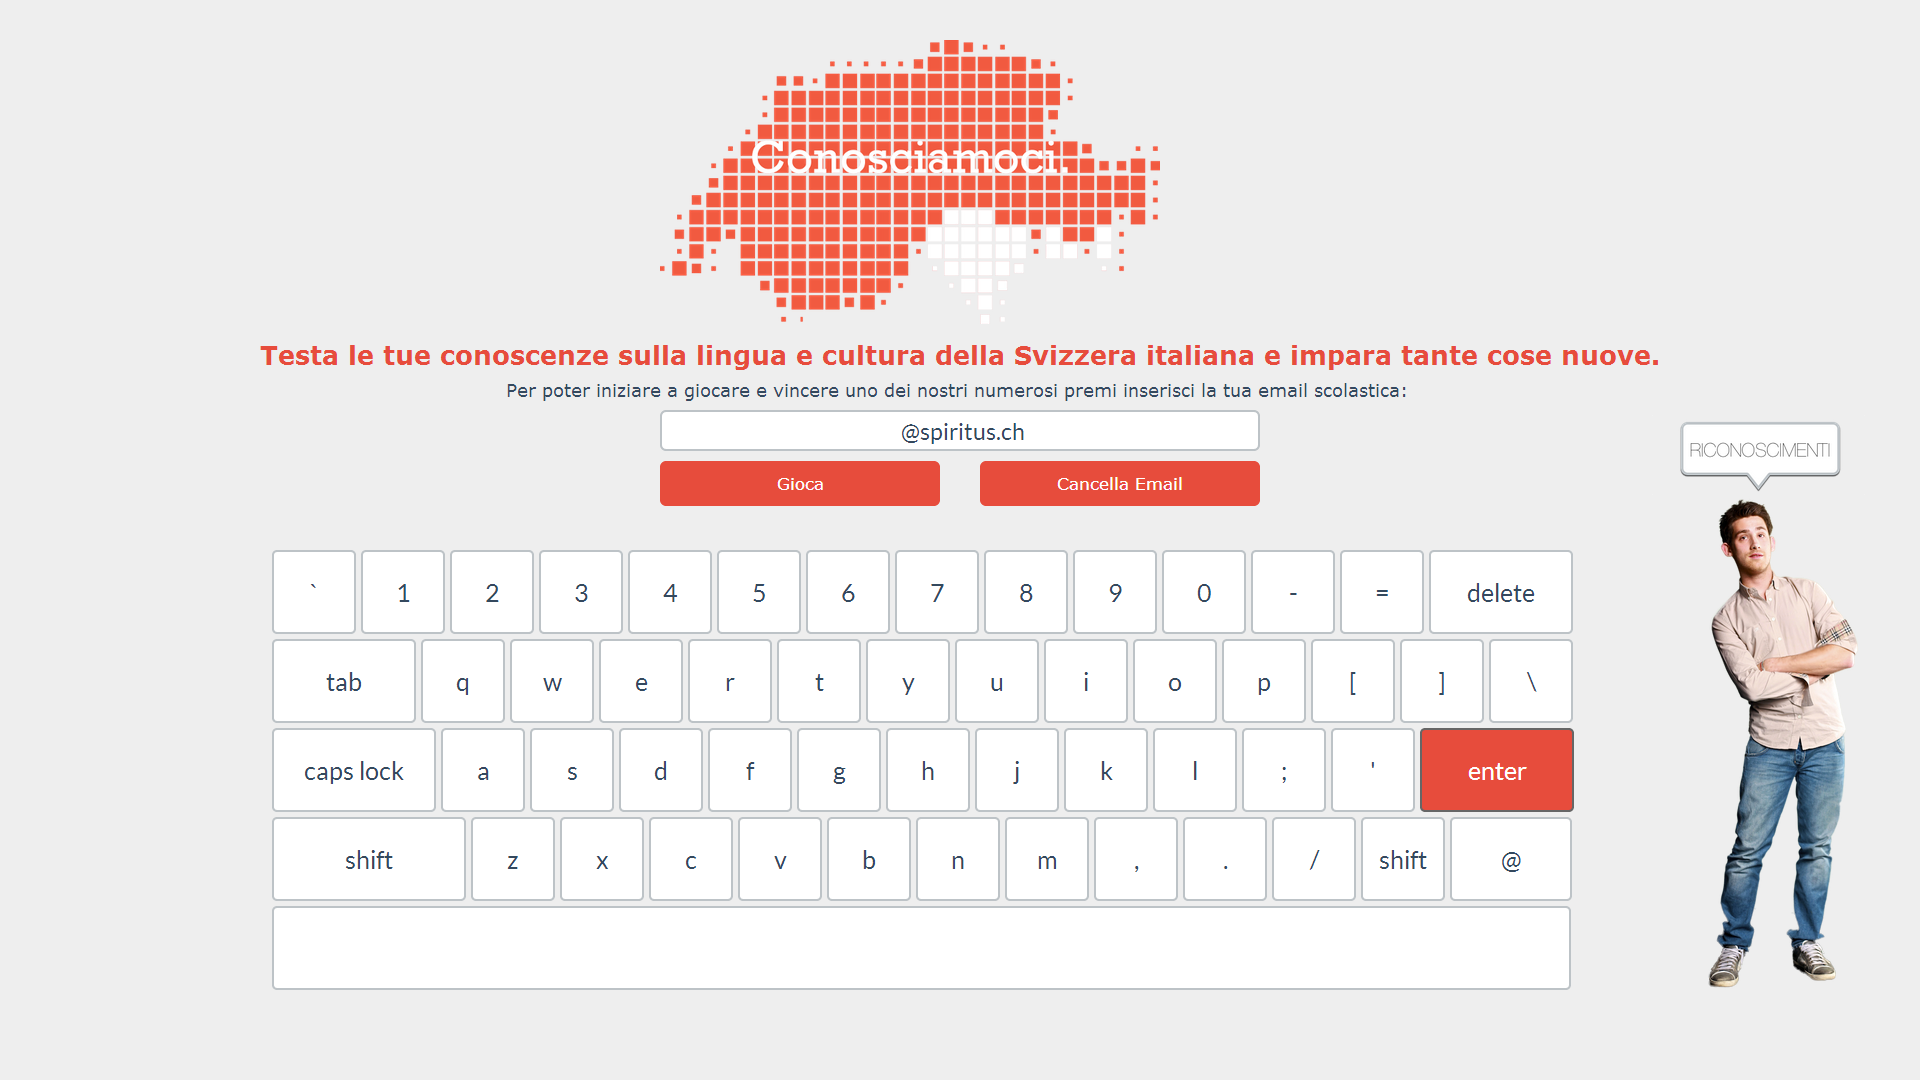 Conosciamoci.
Testa le tue conoscenze sulla lingua e cultura della Svizzera italiana e impara tante cose nuove.
Per poter iniziare a giocare e vincere uno dei nostri numerosi premi inserisci la tua email scolastica:
@spiritus.ch
Gioca Cancella Email
RICONOSCIMENTI
` 1 2 3 4 5 6 7 8 9 0 - = delete
tab q w e r t y u i o p [ ] \
caps lock a s d f g h j k l ; ' enter
shift z x c v b n m , . / shift @